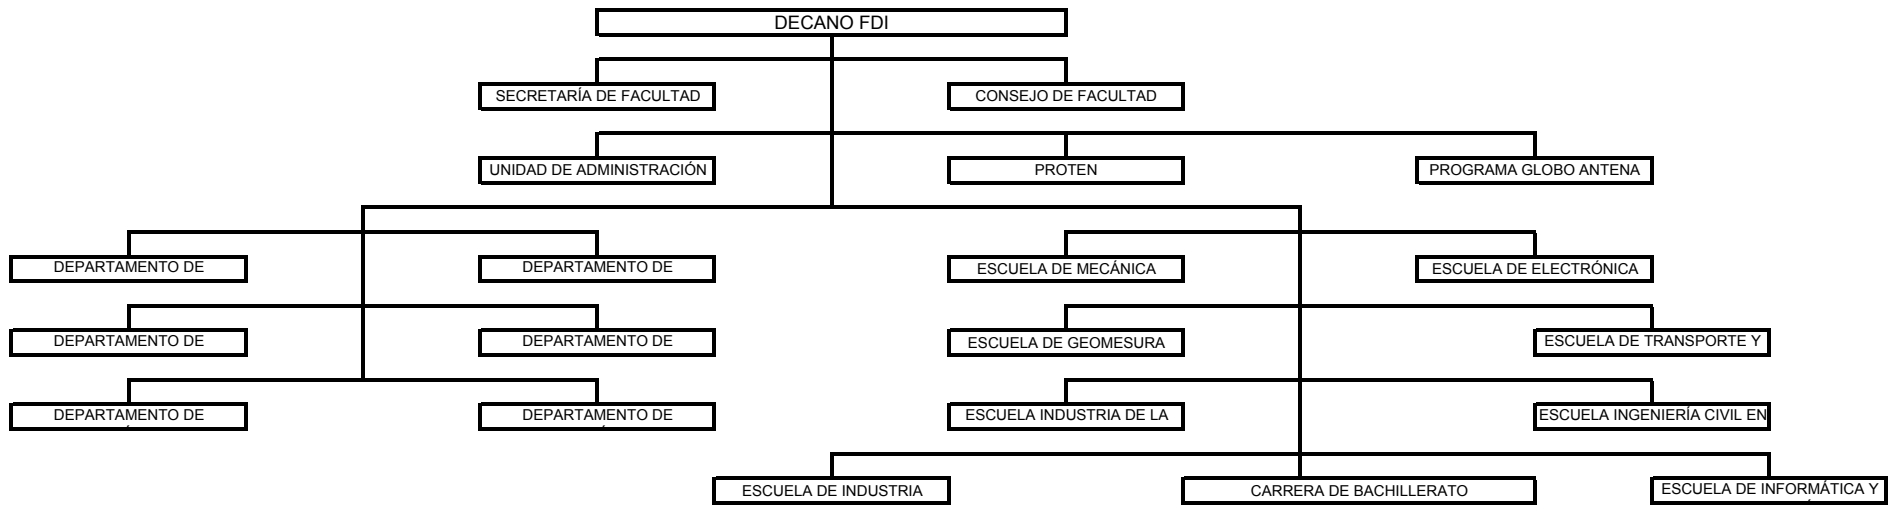 DECANO FDI
SECRETARÍA DE FACULTAD
CONSEJO DE FACULTAD
UNIDAD DE ADMINISTRACIÓN
PROTEN
PROGRAMA GLOBO ANTENA
DEPARTAMENTO DE
DEPARTAMENTO DE
ESCUELA DE MECÁNICA
ESCUELA DE ELECTRÓNICA
DEPARTAMENTO DE
DEPARTAMENTO DE
ESCUELA DE GEOMESURA
ESCUELA DE TRANSPORTE Y
DEPARTAMENTO DE
DEPARTAMENTO DE
ESCUELA INDUSTRIA DE LA
ESCUELA INGENIERÍA CIVIL EN
ESCUELA DE INDUSTRIA
CARRERA DE BACHILLERATO
ESCUELA DE INFORMÁTICA Y